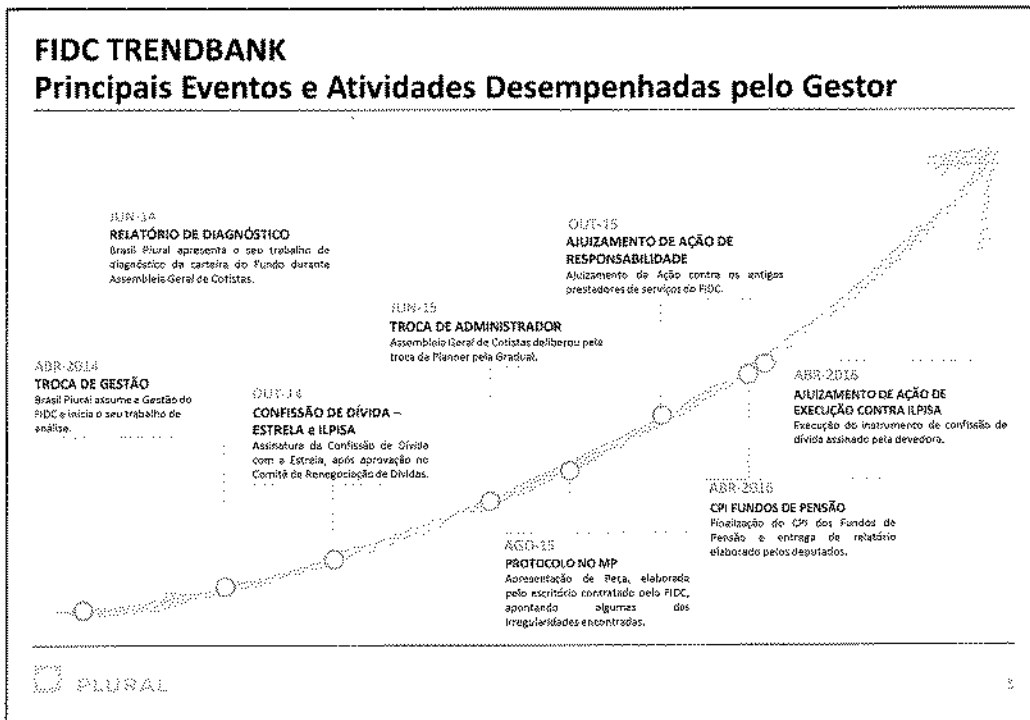 FIDC TRENDBANK
Principais Eventos e Atividades Desempenhadas pelo Gestor
JUN-14
RELATÓRIO DE DIAGNÓSTICO
Brasil Plural apresenta o seu trabalho de
diagnóstico da carteira do Fundo durante
Assembleia Geral de Cotistas.
OUT-15
AJUIZAMENTO DE AÇÃO DE
RESPONSABILIDADE
Ajuizamento da Ação contra os antigos
prestadores de serviços do FIDC.
JUN-15
TROCA DE ADMINISTRADOR
Assembleia Geral de Cotistas deliberou pela
troca da Planner pela Gradual.
ABR-2014
TROCA DE GESTÃO
Brasil Plural assume a Gestão do
FIDC e inicia o seu trabalho de
análise.
OUT-14
CONFISSÃO DE DÍVIDA –
ESTRELA e ILPISA
Assinatura da Confissão de Dívida
com a Estrela, após aprovação no
Comitê de Renegociação de Dívidas.
ABR-2016
AJUIZAMENTO DE AÇÃO DE
EXECUÇÃO CONTRA ILPISA
Execução do instrumento de confissão de
dívida assinado pela devedora.
ABR-2016
CPI FUNDOS DE PENSÃO
Finalização do CPI dos Fundos de
Pensão e entrega de relatório
elaborado pelos deputados.
AGO-15
PROTOCOLO NO MP
Apresentação de Peça, elaborada
pelo escritório contratado pelo FIDC,
apontando algumas das
irregularidades encontradas.
PLURAL
5